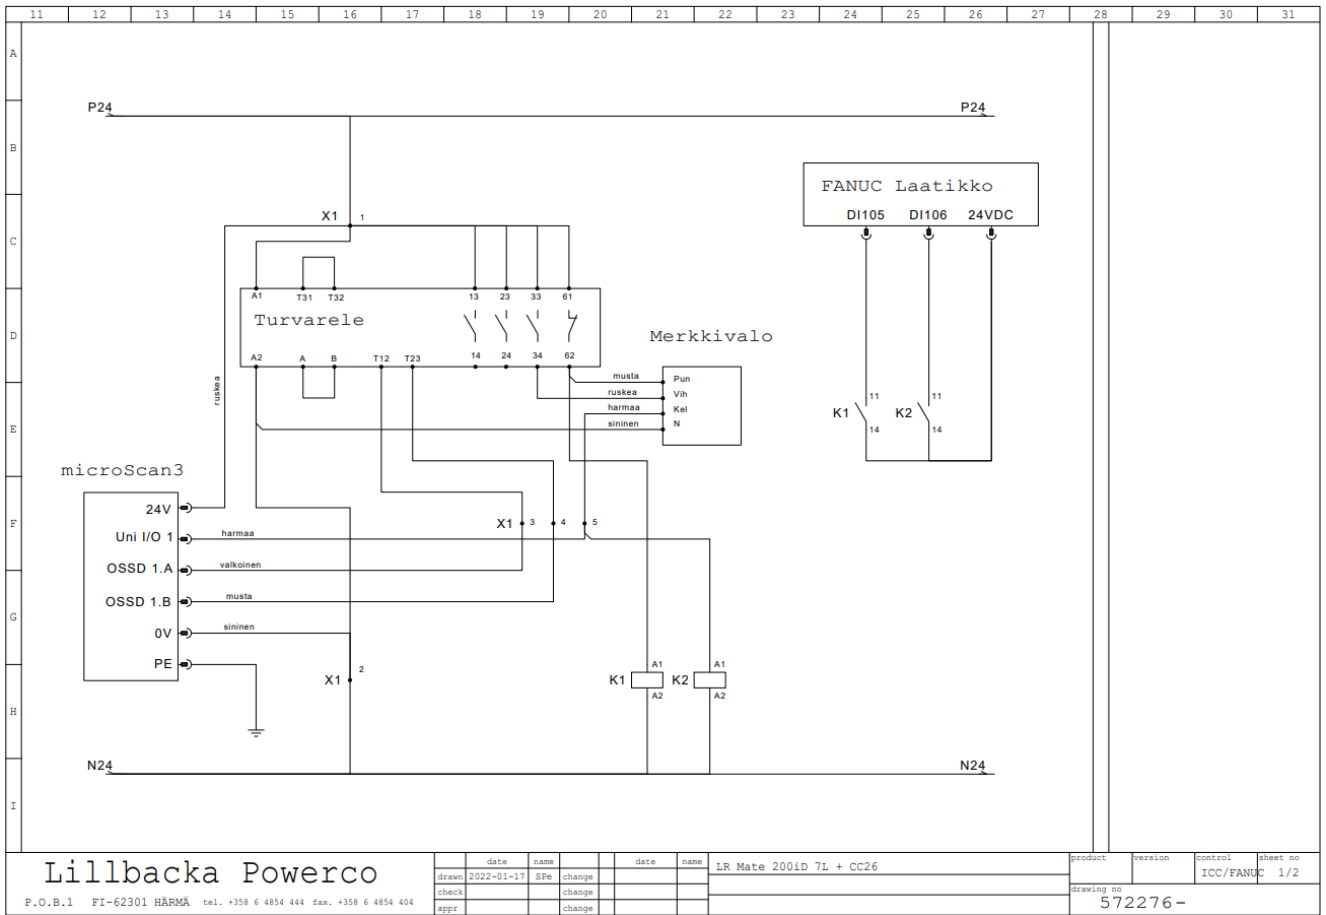 11 12 13 14 15 16 17 18 19 20 21 22 23 24 25 26 27 28 29 30 31
A
P24 P24
B
FANUC Laatikko
X1 1 DI105 DI106 24VDC
C
A1 T31 T32 13 23 33 61
Turvarele
D
Merkkivalo
A2 A B T12 T23 14 24 34 62
musta Pun
ruskea
ruskea Vih
harmaa Kel
sininen N
K1 11 14 K2 11 14
E
microScan3
24V
F
X1 3 4 5
Uni I/O 1 harmaa
OSSD 1.A valkoinen
OSSD 1.B musta
G
0V sininen
PE
X1 2
K1 A1 A2 K2 A1 A2
H
N24 N24
I
Lillbacka Powerco
P.O.B.1 FI-62301 HÄRMÄ tel. +358 6 4854 444 fax. +358 6 4854 404
date name date name
drawn 2022-01-17 SPe change
check change
appr change
LR Mate 200iD 7L + CC26
product version control sheet no
ICC/FANUC 1/2
drawing no
572276-